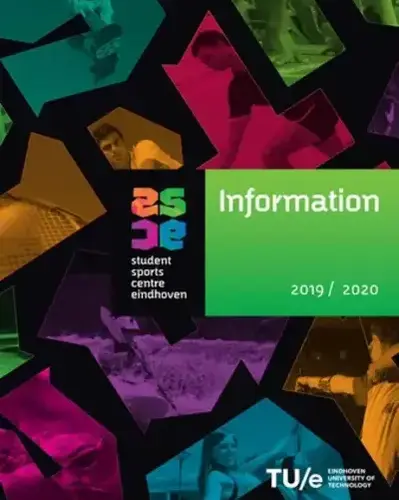 Information
2019 / 2020
ss
ce
student
sports
centre
eindhoven
TU/e
EINDHOVEN
UNIVERSITY OF
TECHNOLOGY